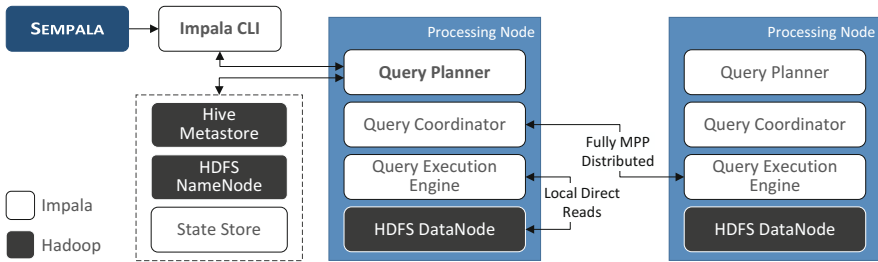 SEMPALA
Impala CLI
Processing Node
Query Planner
Query Coordinator
Query Execution
Engine
HDFS DataNode
Hive
Metastore
HDFS
NameNode
State Store
Impala
Hadoop
Fully MPP
Distributed
Local Direct
Reads
Processing Node
Query Planner
Query Coordinator
Query Execution
Engine
HDFS DataNode